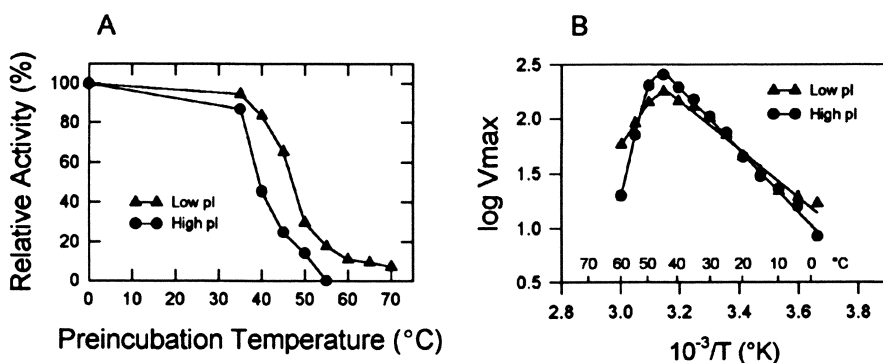 A
Relative Activity (%)
100
80
60
40
20
0
Low pI
High pI
0 10 20 30 40 50 60 70
Preincubation Temperature (°C)
B
log Vmax
2.5
2.0
1.5
1.0
0.5
Low pI
High pI
70 60 50 40 30 20 10 0 °C
2.8 3.0 3.2 3.4 3.6 3.8
10⁻³/T (°K)